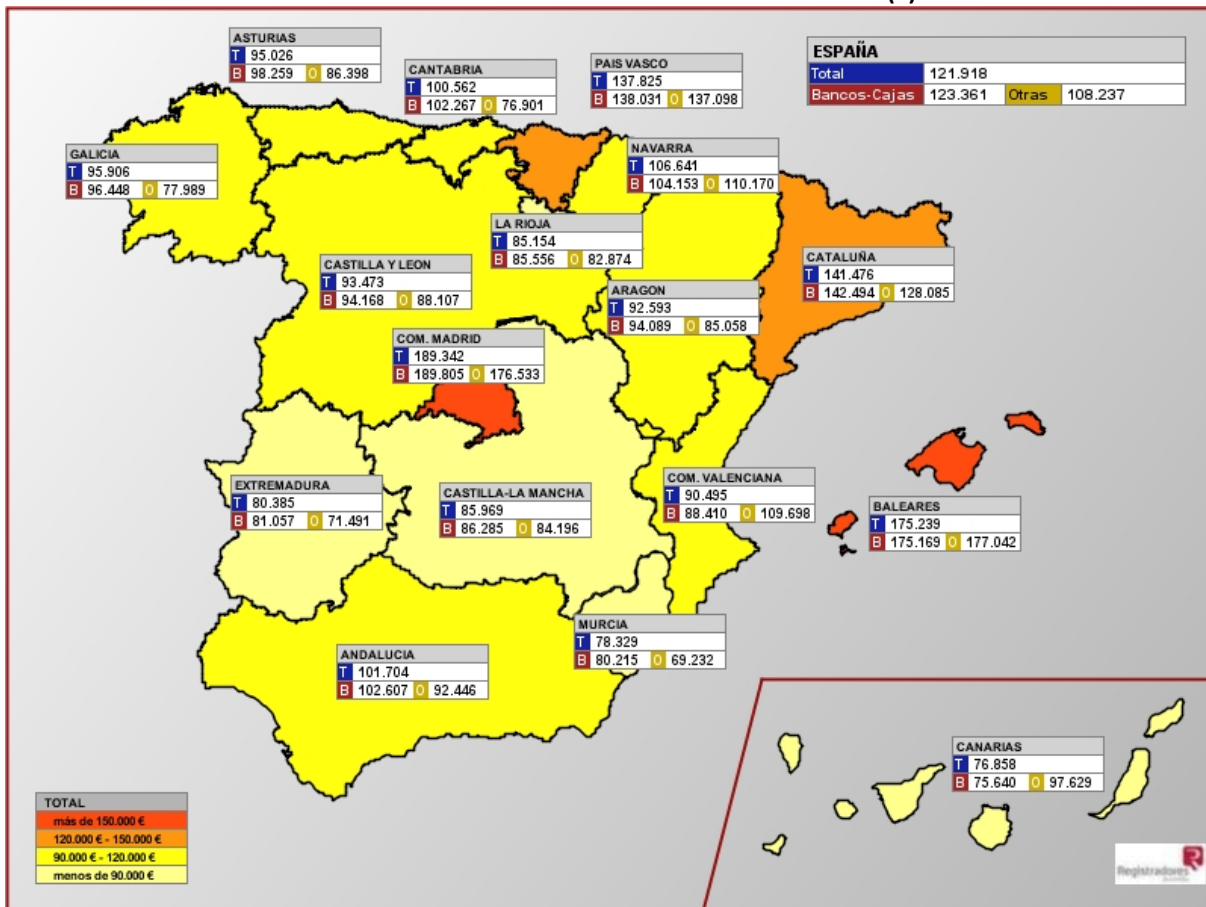 ASTURIAS
T 95.026
B 98.259 O 86.398
CANTABRIA
T 100.562
B 102.267 O 76.901
PAIS VASCO
T 137.825
B 138.031 O 137.098
ESPAÑA
Total 121.918
Bancos-Cajas 123.361 Otras 108.237
GALICIA
T 95.906
B 96.448 O 77.989
NAVARRA
T 106.641
B 104.153 O 110.170
LA RIOJA
T 85.154
B 85.556 O 82.874
CASTILLA Y LEON
T 93.473
B 94.168 O 88.107
ARAGON
T 92.593
B 94.089 O 85.058
CATALUÑA
T 141.476
B 142.494 O 128.085
COM. MADRID
T 189.342
B 189.805 O 176.533
EXTREMADURA
T 80.385
B 81.057 O 71.491
CASTILLA-LA MANCHA
T 85.969
B 86.285 O 84.196
COM. VALENCIANA
T 90.495
B 88.410 O 109.698
BALEARES
T 175.239
B 175.169 O 177.042
ANDALUCIA
T 101.704
B 102.607 O 92.446
MURCIA
T 78.329
B 80.215 O 69.232
CANARIAS
T 76.858
B 75.640 O 97.629
TOTAL
más de 150.000 €
120.000 € - 150.000 €
90.000 € - 120.000 €
menos de 90.000 €
Registradores